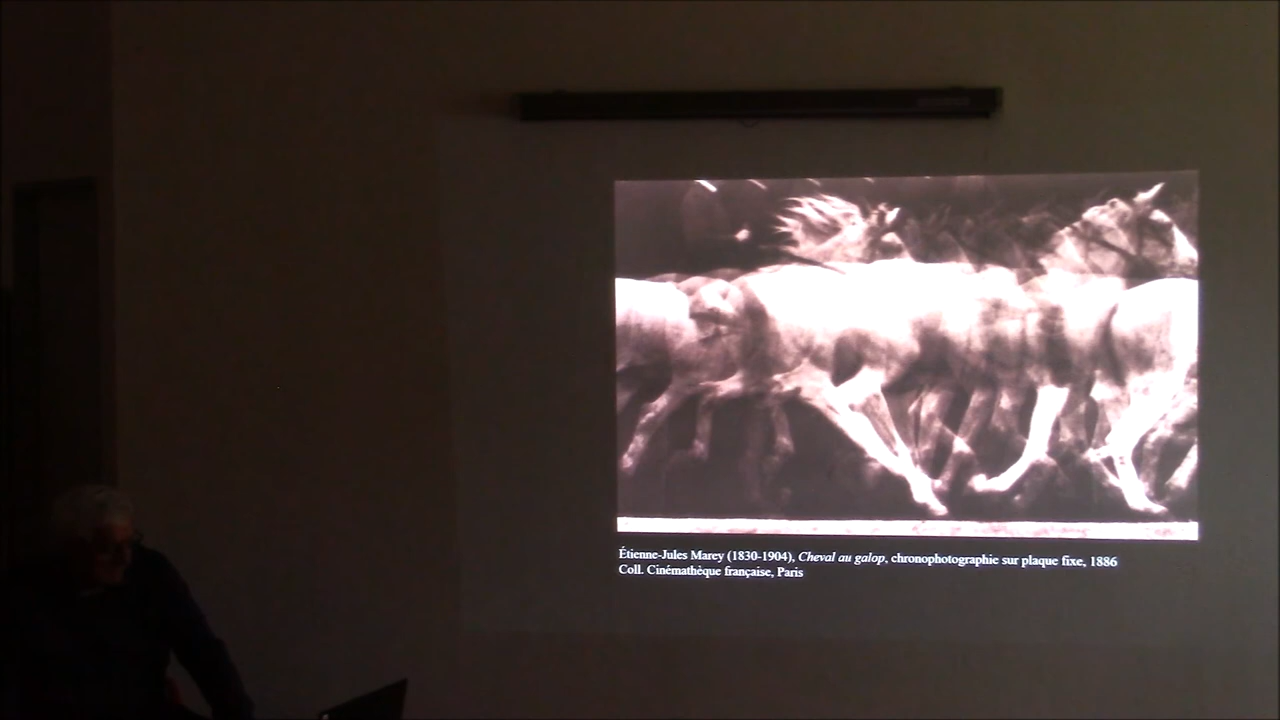 Étienne-Jules Marey (1830-1904), Cheval au galop, chronophotographie sur plaque fixe, 1886
Coll. Cinémathèque française, Paris